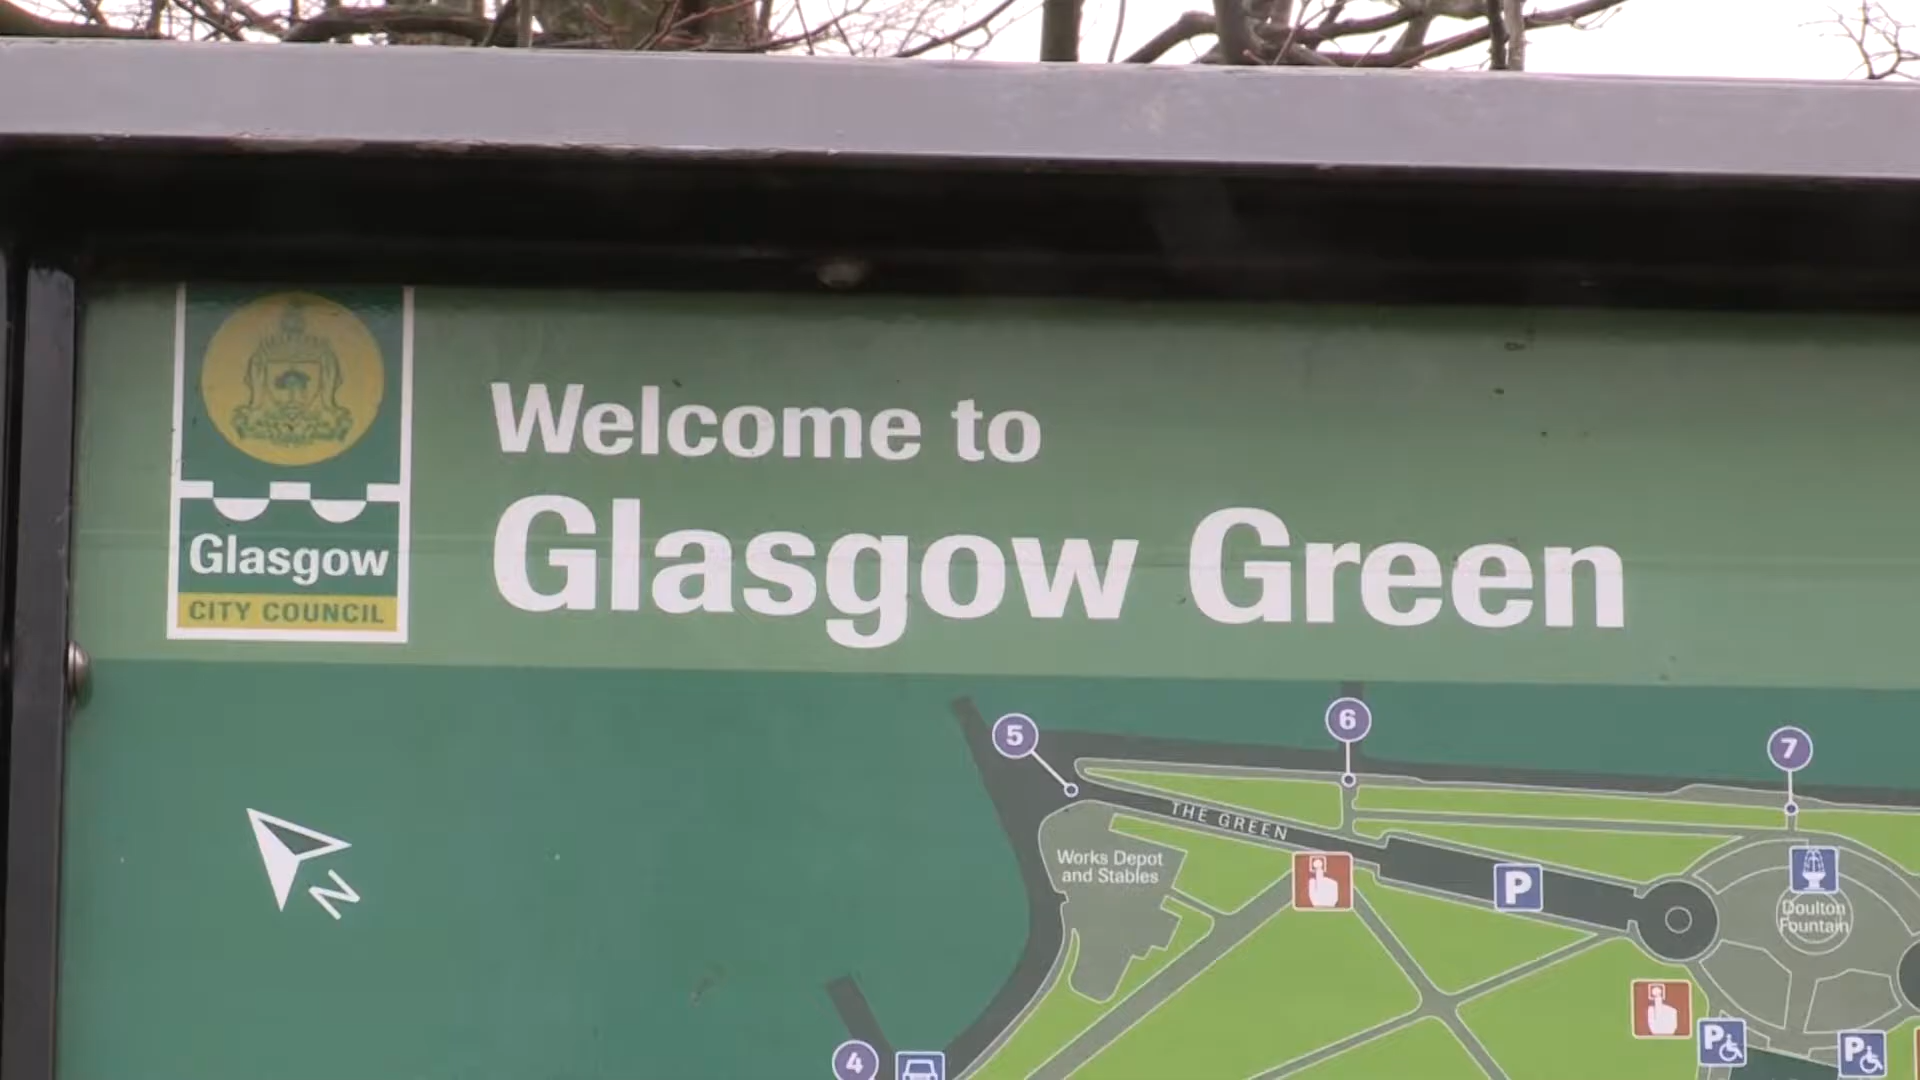 Welcome to
Glasgow Green
Glasgow
CITY COUNCIL
N
5
6
7
THE GREEN
Works Depot
and Stables
P
Doulton
Fountain
P
P
4